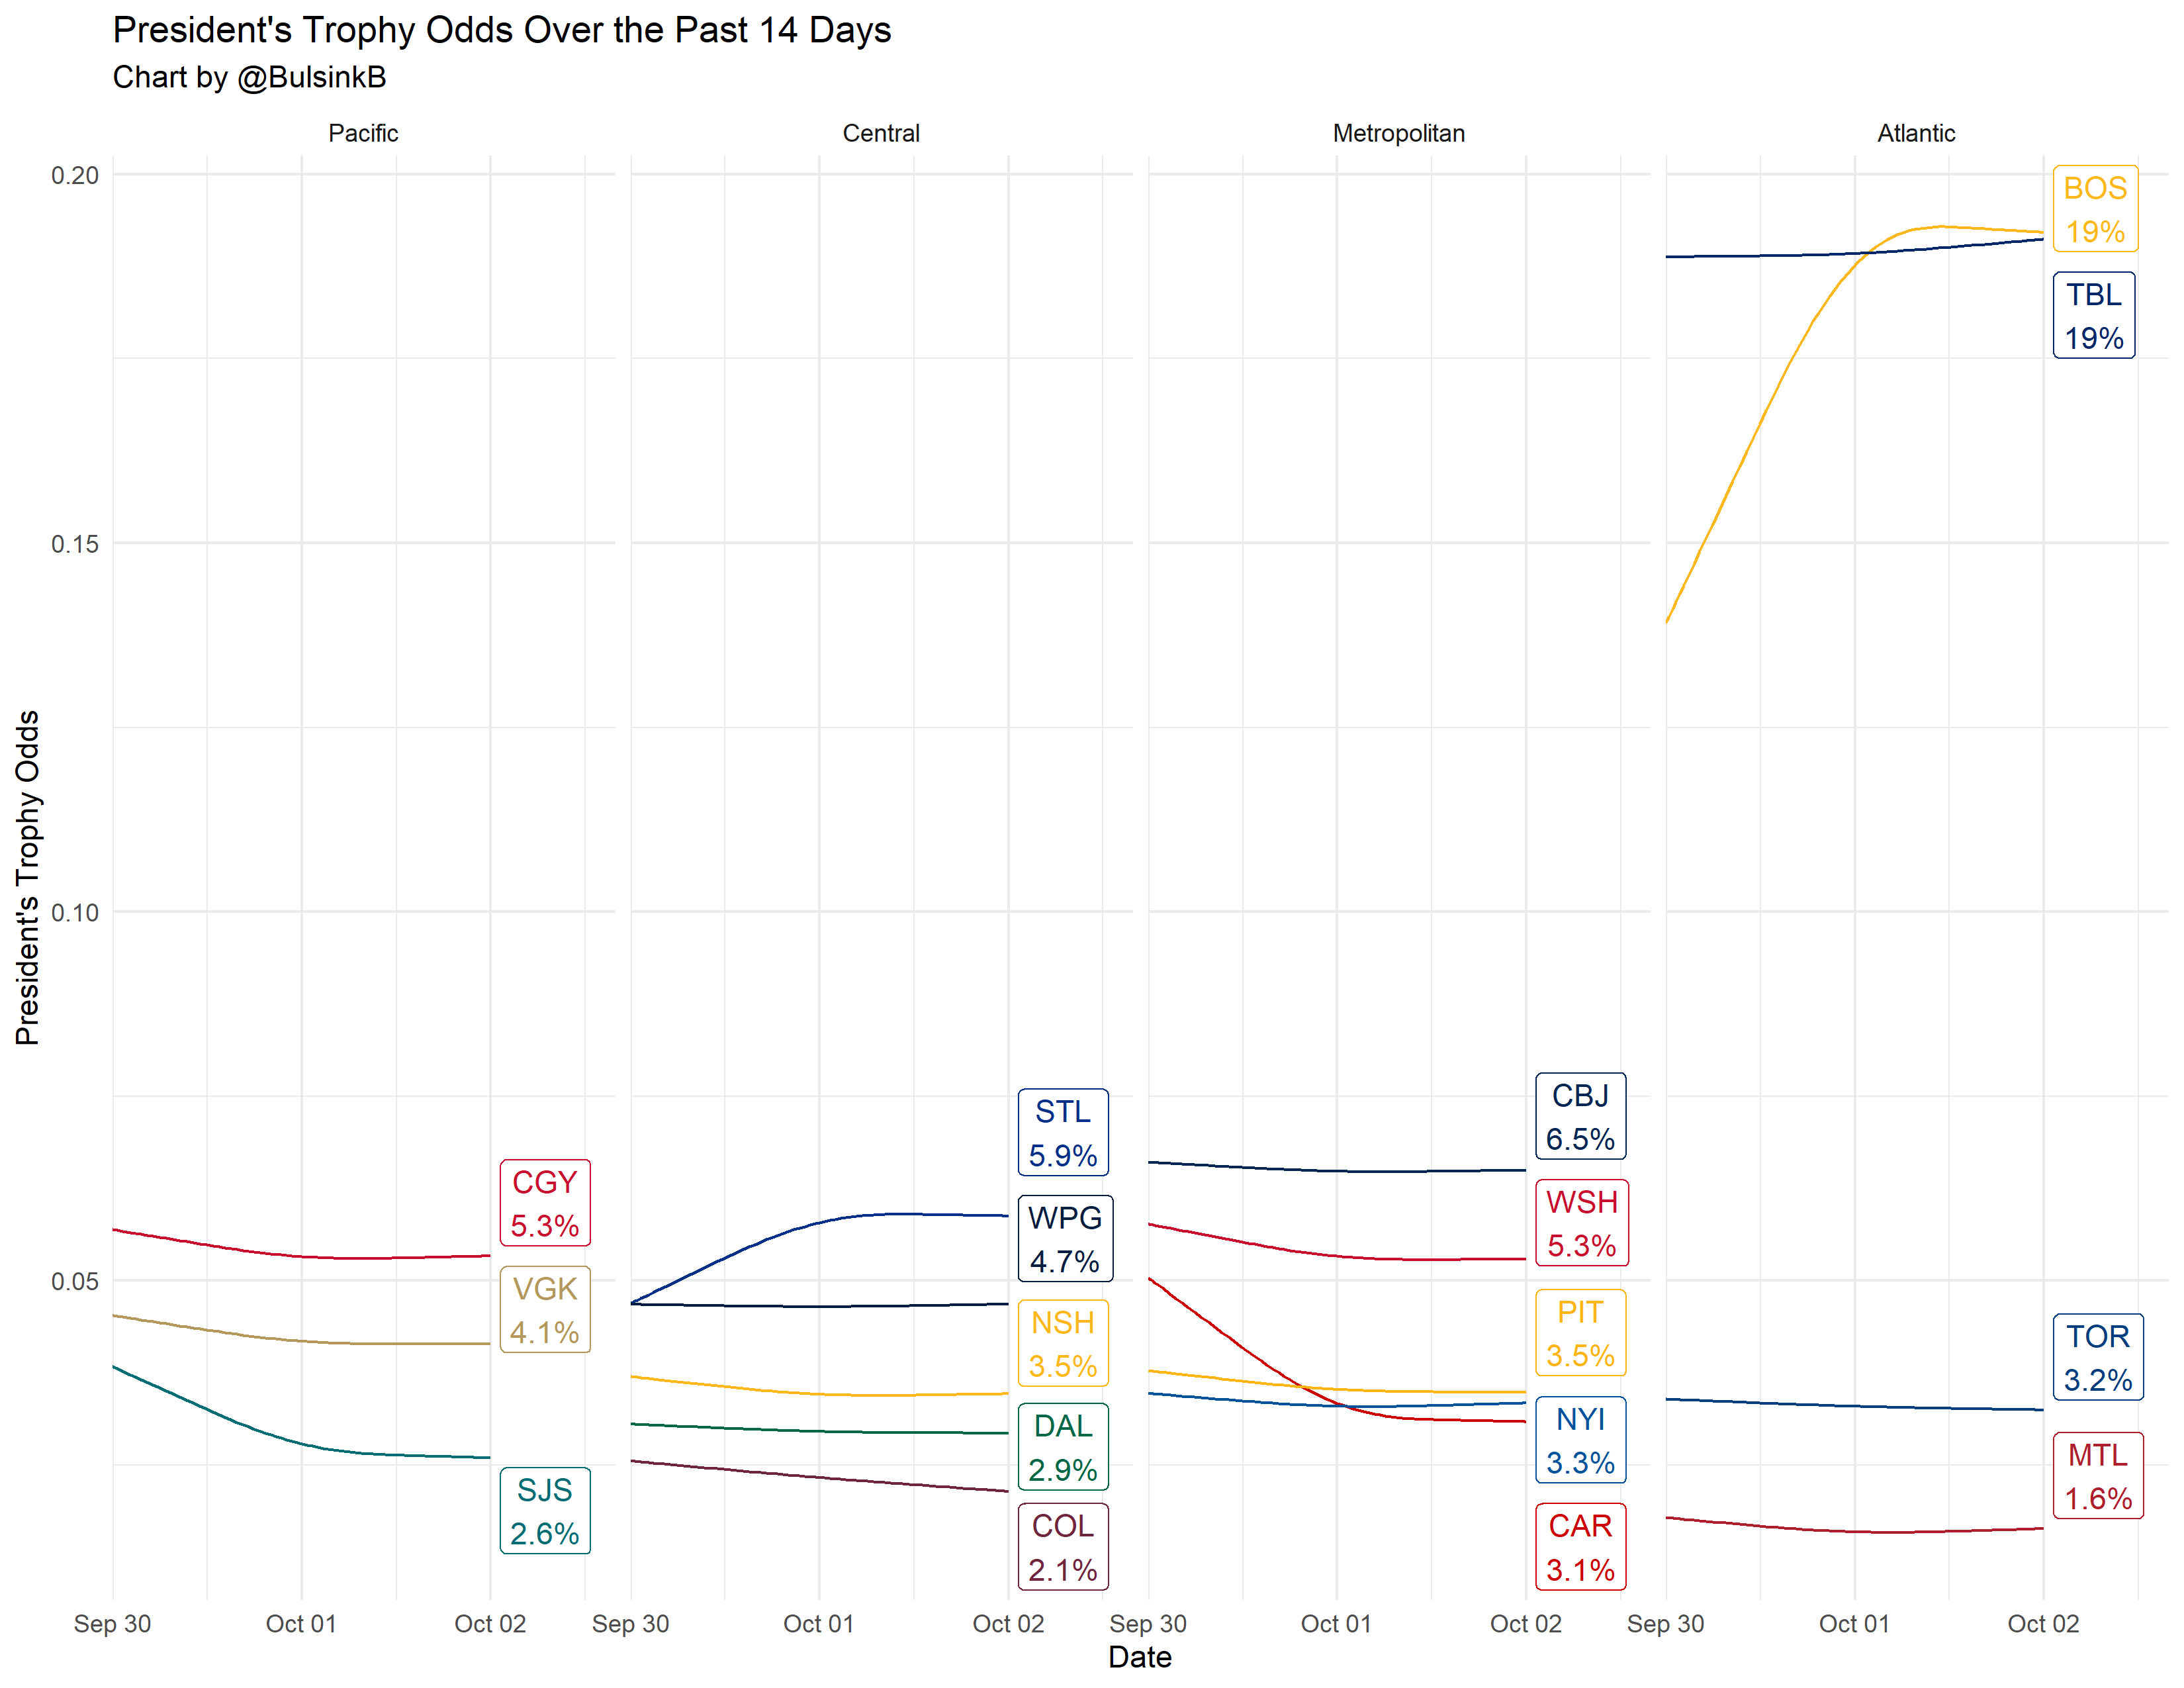 President's Trophy Odds Over the Past 14 Days
Chart by @BulsinkB
Pacific
Central
Metropolitan
Atlantic
President's Trophy Odds
0.20
0.15
0.10
0.05
CGY
5.3%
VGK
4.1%
SJS
2.6%
STL
5.9%
WPG
4.7%
NSH
3.5%
DAL
2.9%
COL
2.1%
CBJ
6.5%
WSH
5.3%
PIT
3.5%
NYI
3.3%
CAR
3.1%
BOS
19%
TBL
19%
TOR
3.2%
MTL
1.6%
Sep 30 Oct 01 Oct 02 Sep 30 Oct 01 Oct 02 Sep 30 Oct 01 Oct 02 Sep 30 Oct 01 Oct 02
Date